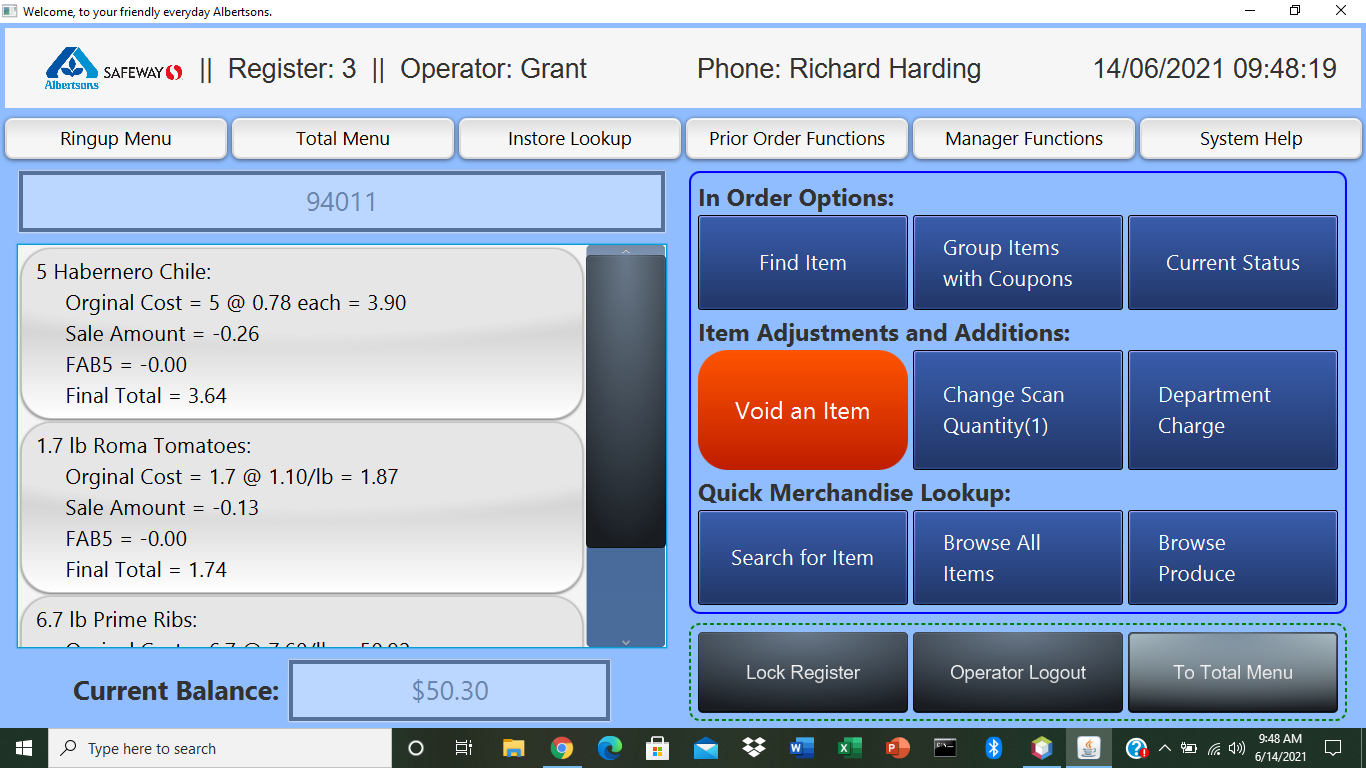 Welcome, to your friendly everyday Albertsons.
Albertsons SAFEWAY || Register: 3 || Operator: Grant Phone: Richard Harding 14/06/2021 09:48:19
Ringup Menu Total Menu Instore Lookup Prior Order Functions Manager Functions System Help
94011
5 Habernero Chile:
Orginal Cost = 5 @ 0.78 each = 3.90
Sale Amount = -0.26
FAB5 = -0.00
Final Total = 3.64
1.7 lb Roma Tomatoes:
Orginal Cost = 1.7 @ 1.10/lb = 1.87
Sale Amount = -0.13
FAB5 = -0.00
Final Total = 1.74
6.7 lb Prime Ribs:
Current Balance: $50.30
In Order Options:
Find Item
Group Items
with Coupons
Current Status
Item Adjustments and Additions:
Void an Item
Change Scan
Quantity(1)
Department
Charge
Quick Merchandise Lookup:
Search for Item
Browse All
Items
Browse
Produce
Lock Register Operator Logout To Total Menu
Type here to search
9:48 AM
6/14/2021